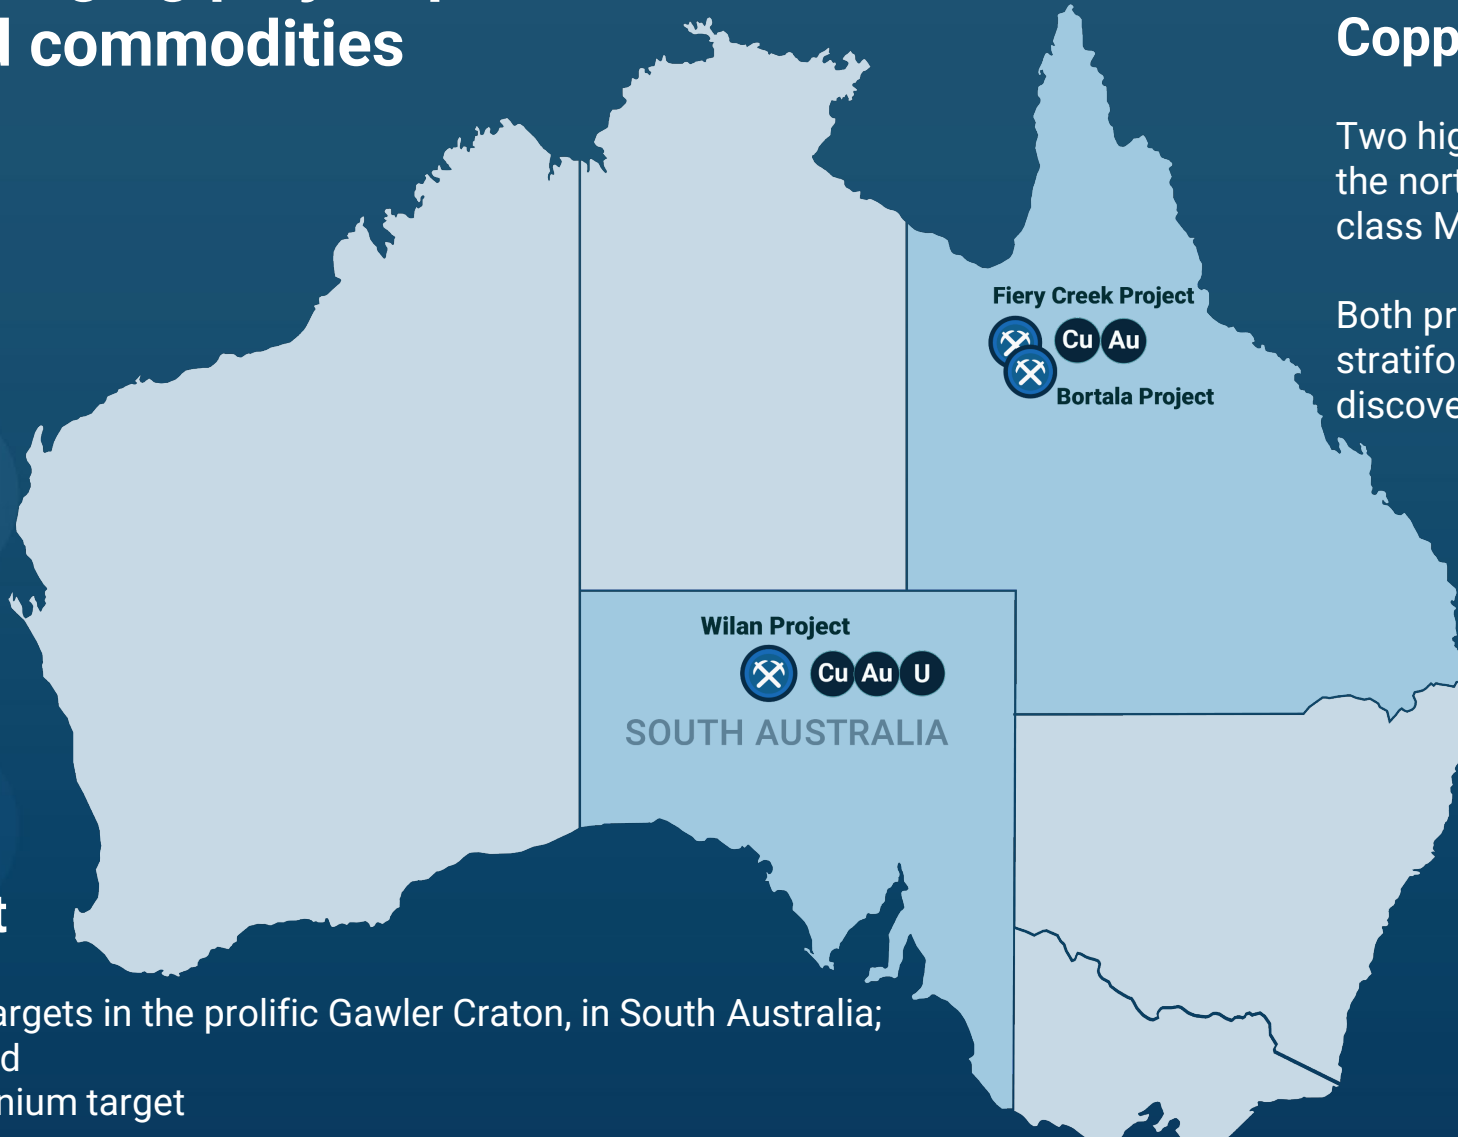 d commodities
Copp
Two hig
the nort
class M
Both pr
stratifo
discove
Fiery Creek Project
Cu Au
Bortala Project
Wilan Project
Cu Au U
SOUTH AUSTRALIA
t
argets in the prolific Gawler Craton, in South Australia;
d
nium target